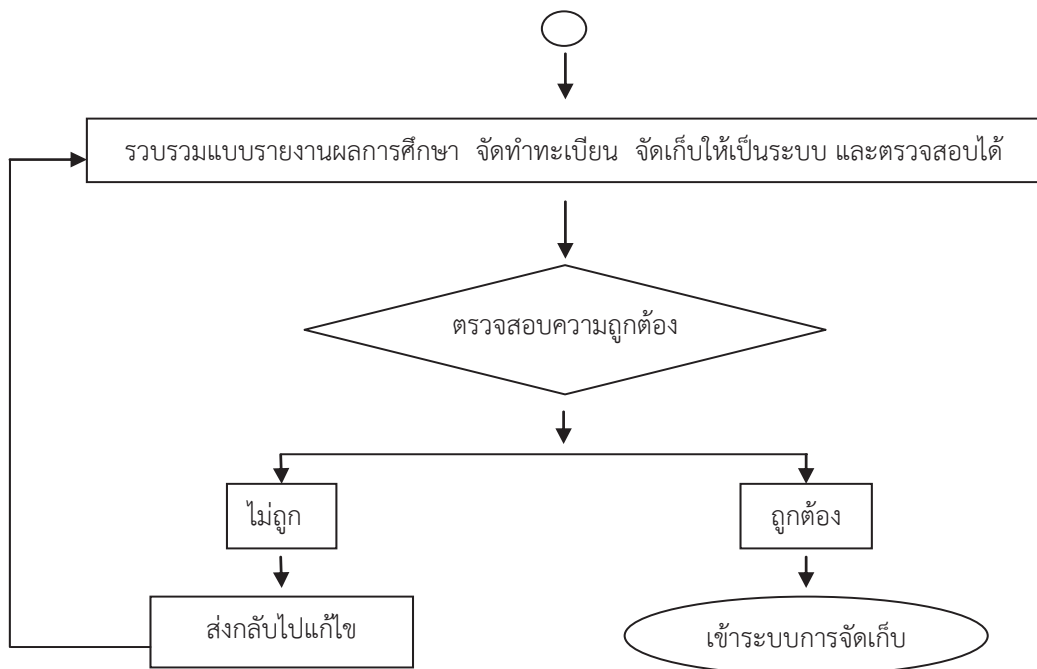 รวบรวมแบบรายงานผลการศึกษา จัดทำทะเบียน จัดเก็บให้เป็นระบบ และตรวจสอบได้
ตรวจสอบความถูกต้อง
ไม่ถูก
ถูกต้อง
ส่งกลับไปแก้ไข
เข้าระบบการจัดเก็บ